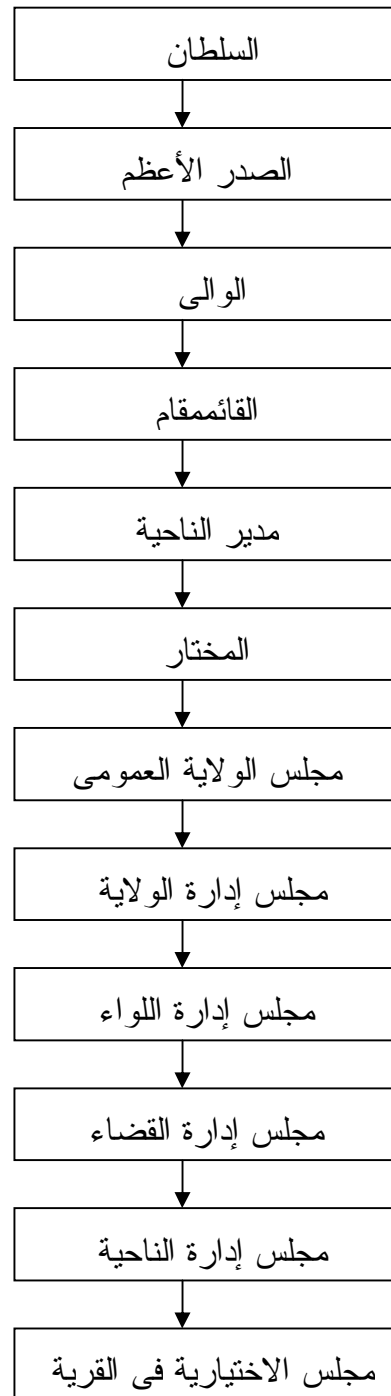 السلطان
الصدر الأعظم
الوالى
القائممقام
مدير الناحية
المختار
مجلس الولاية العمومى
مجلس إدارة الولاية
مجلس إدارة اللواء
مجلس إدارة القضاء
مجلس إدارة الناحية
مجلس الاختيارية فى القرية